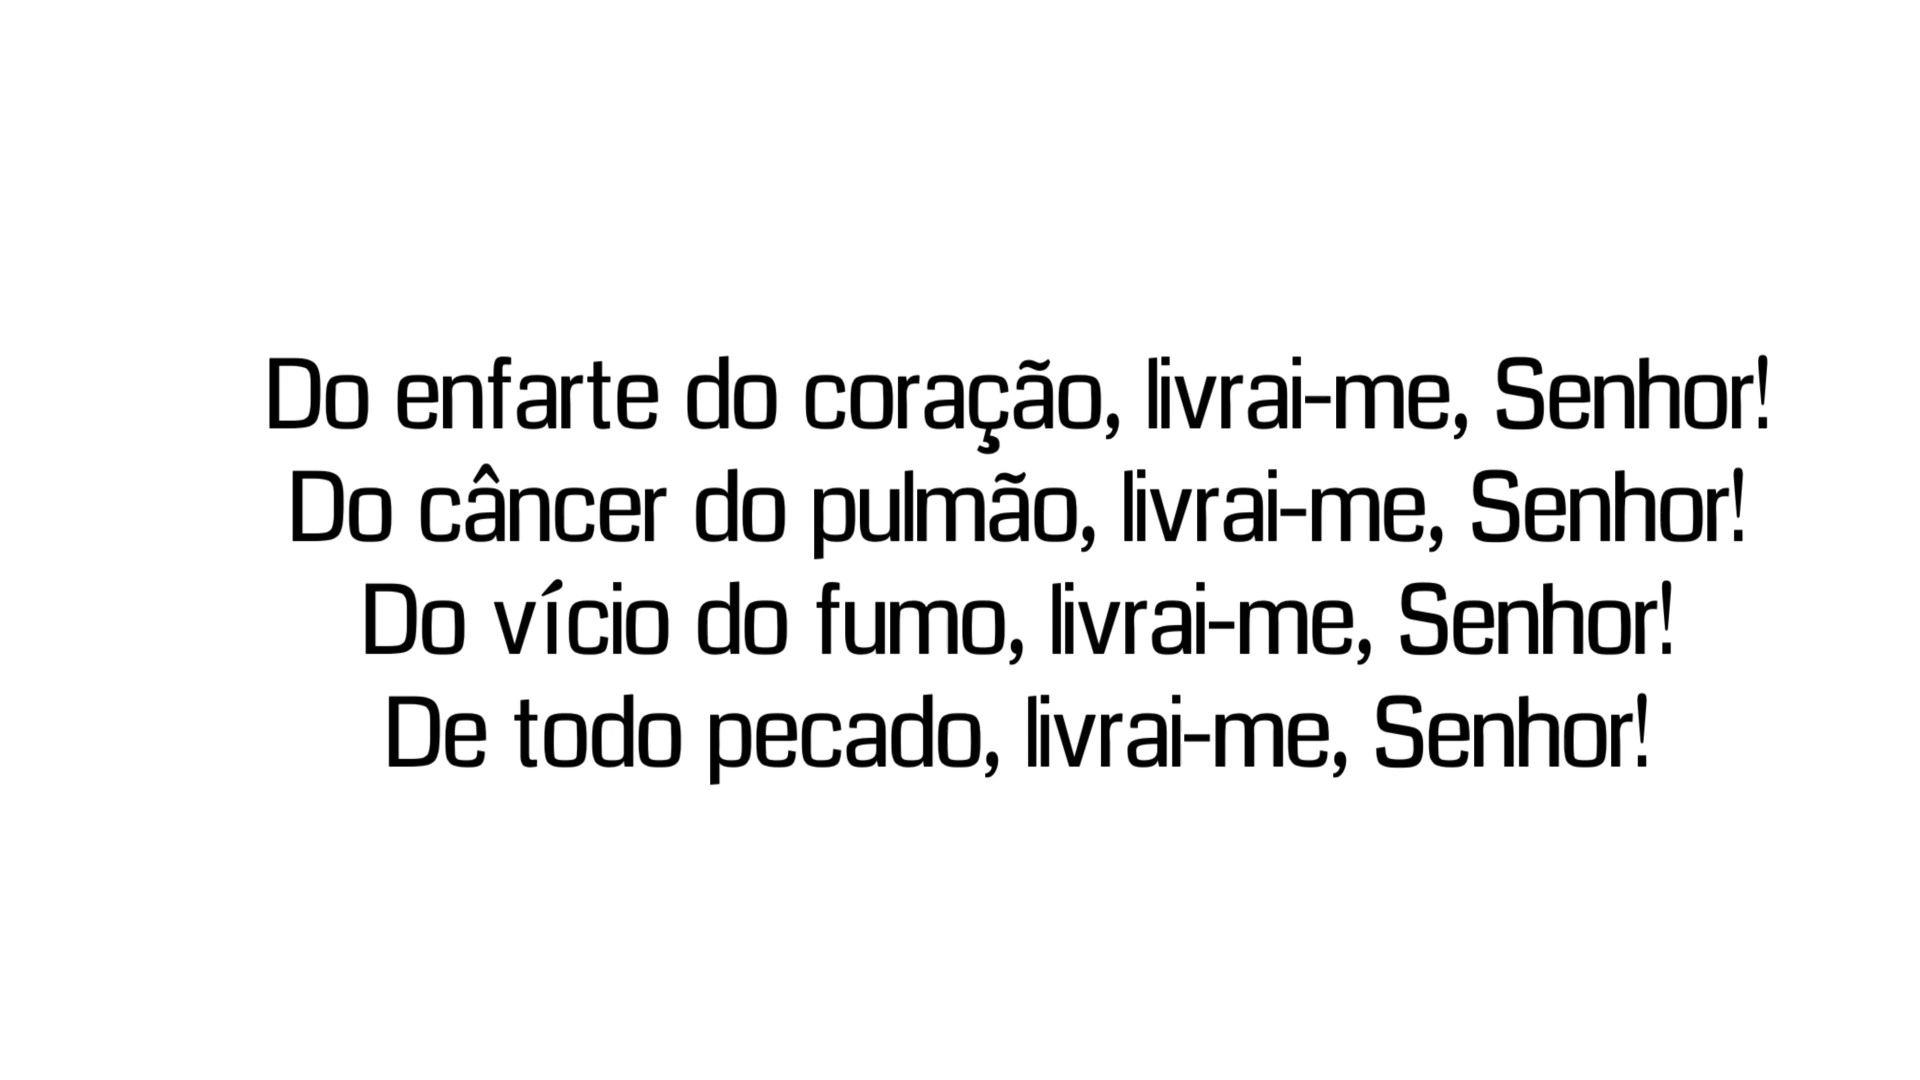 Do enfarte do coração, livrai-me, Senhor!
Do câncer do pulmão, livrai-me, Senhor!
Do vício do fumo, livrai-me, Senhor!
De todo pecado, livrai-me, Senhor!